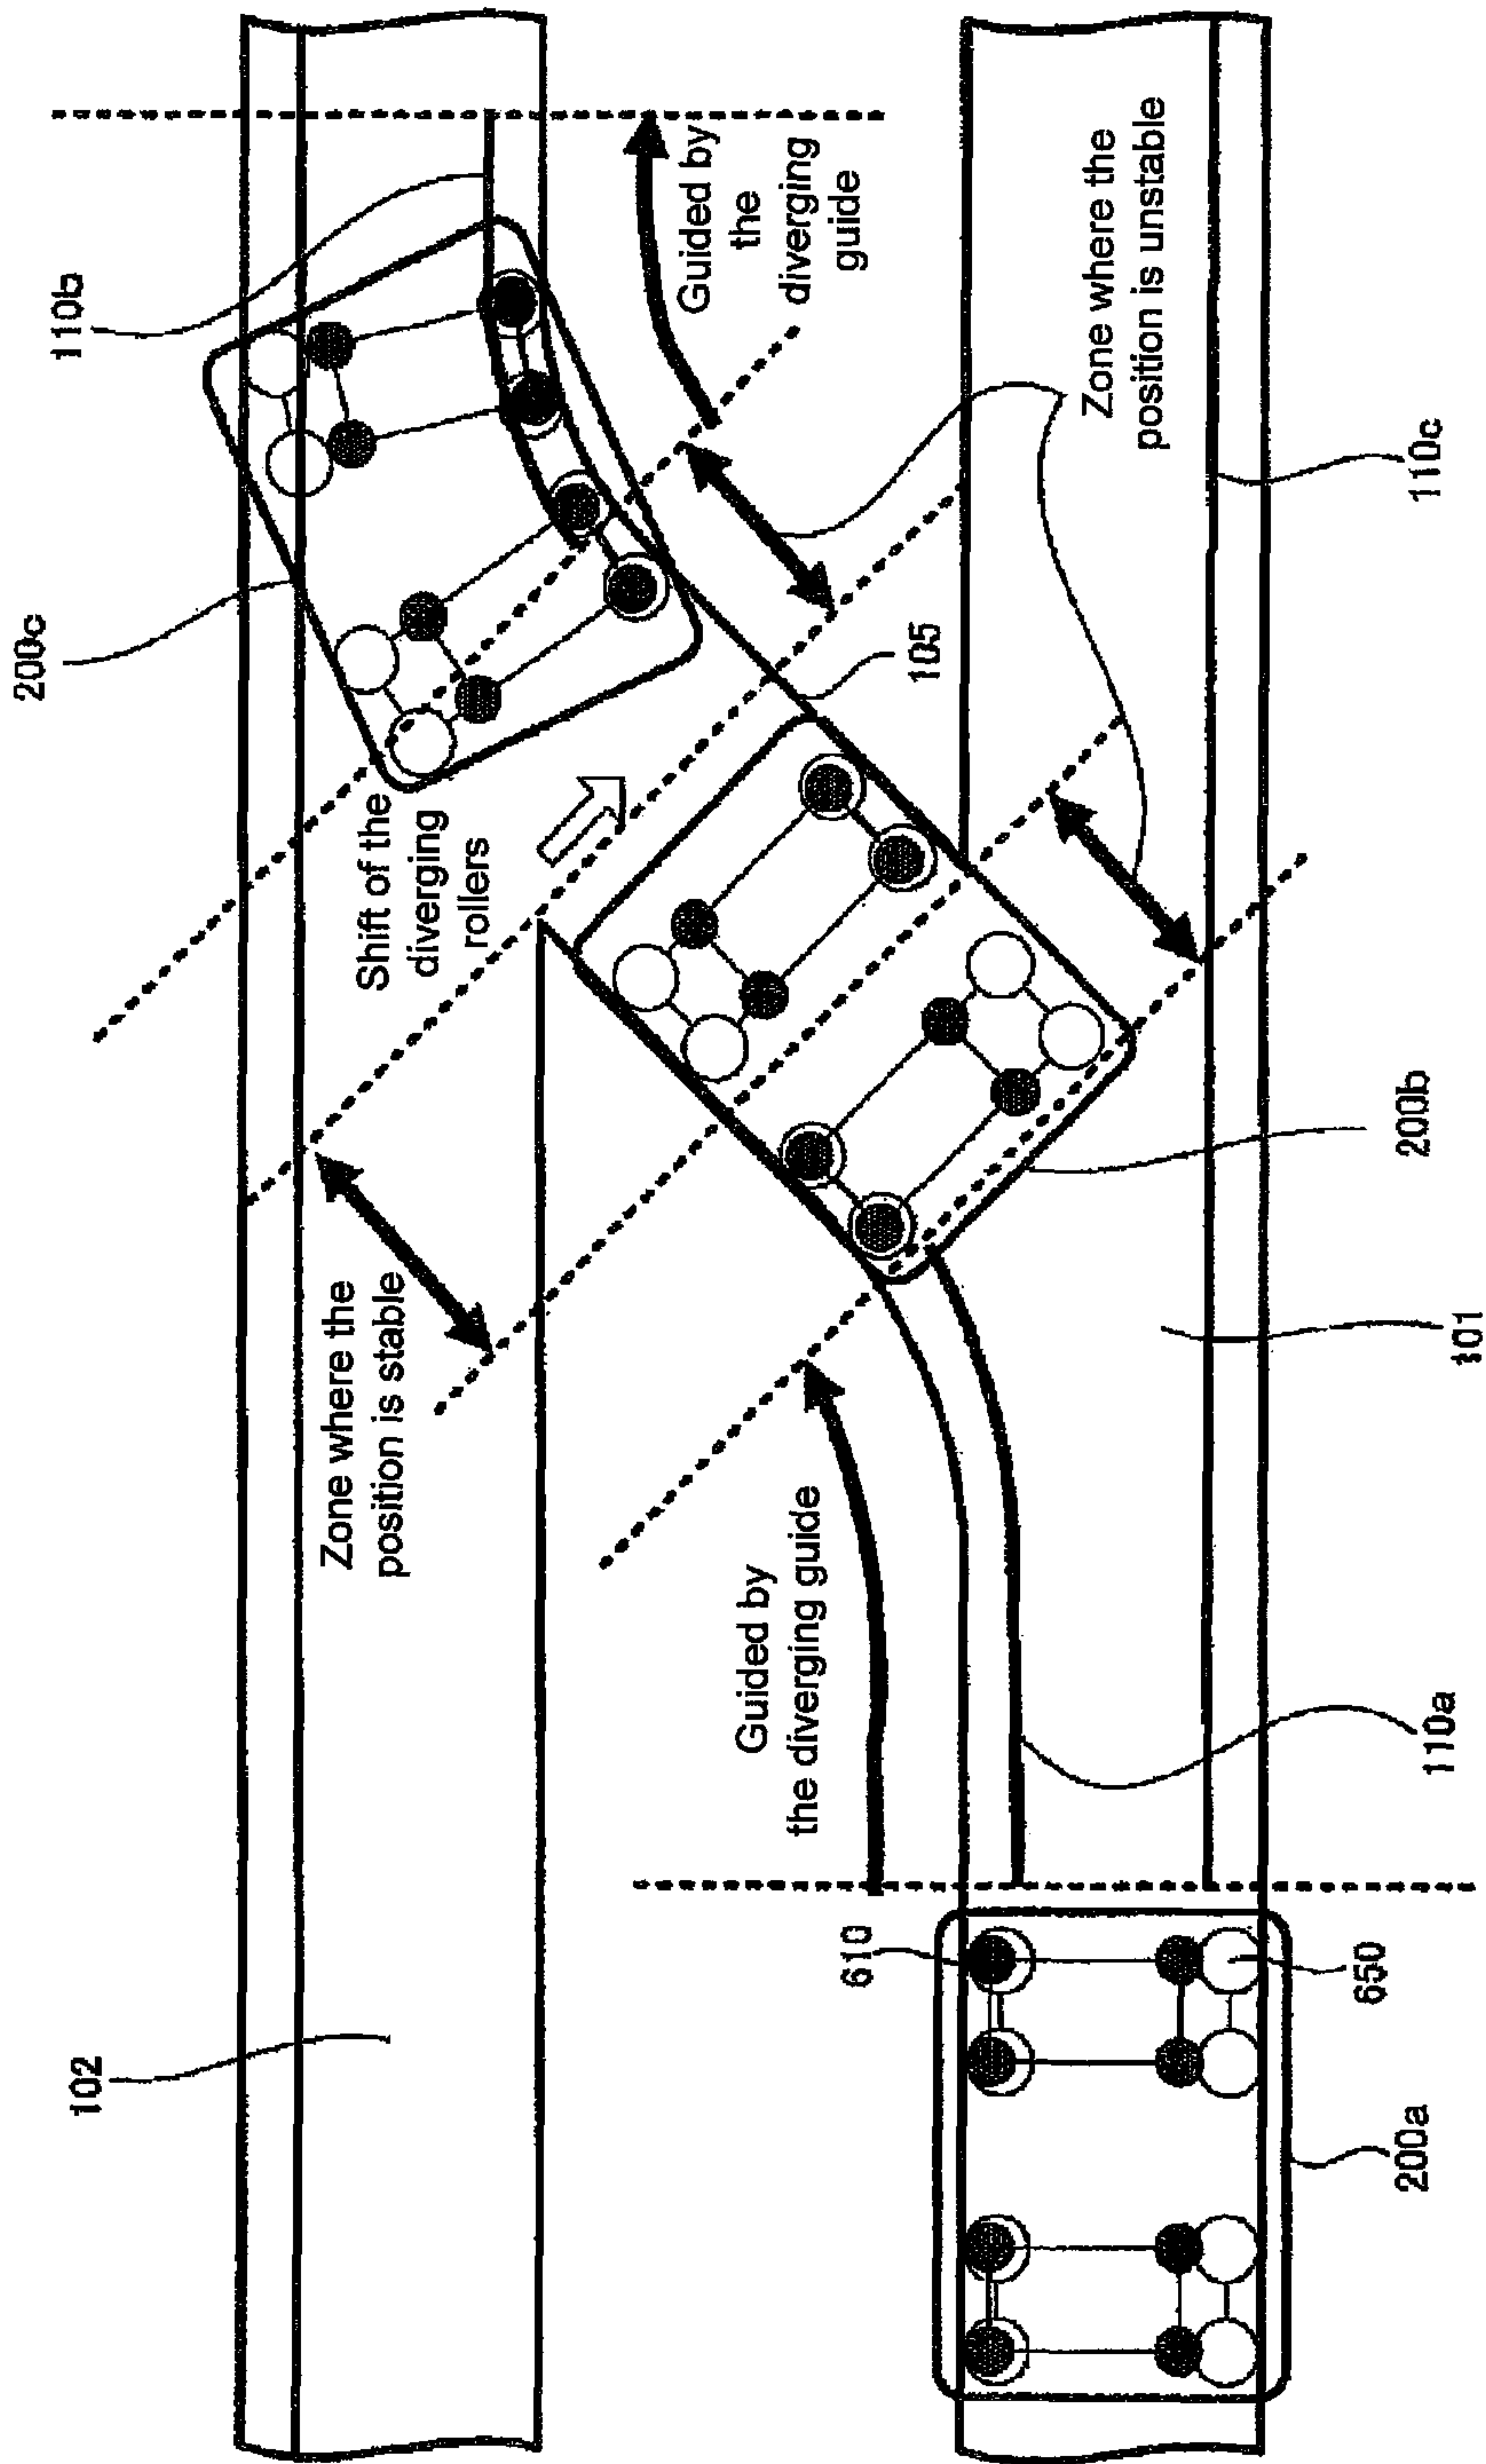 200c
110b
Guided by
the
diverging
guide
Shift of the
diverging
rollers
Zone where the
position is unstable
110c
105
Zone where the
position is stable
200b
101
Guided by
the diverging guide
110a
102
610
650
200a